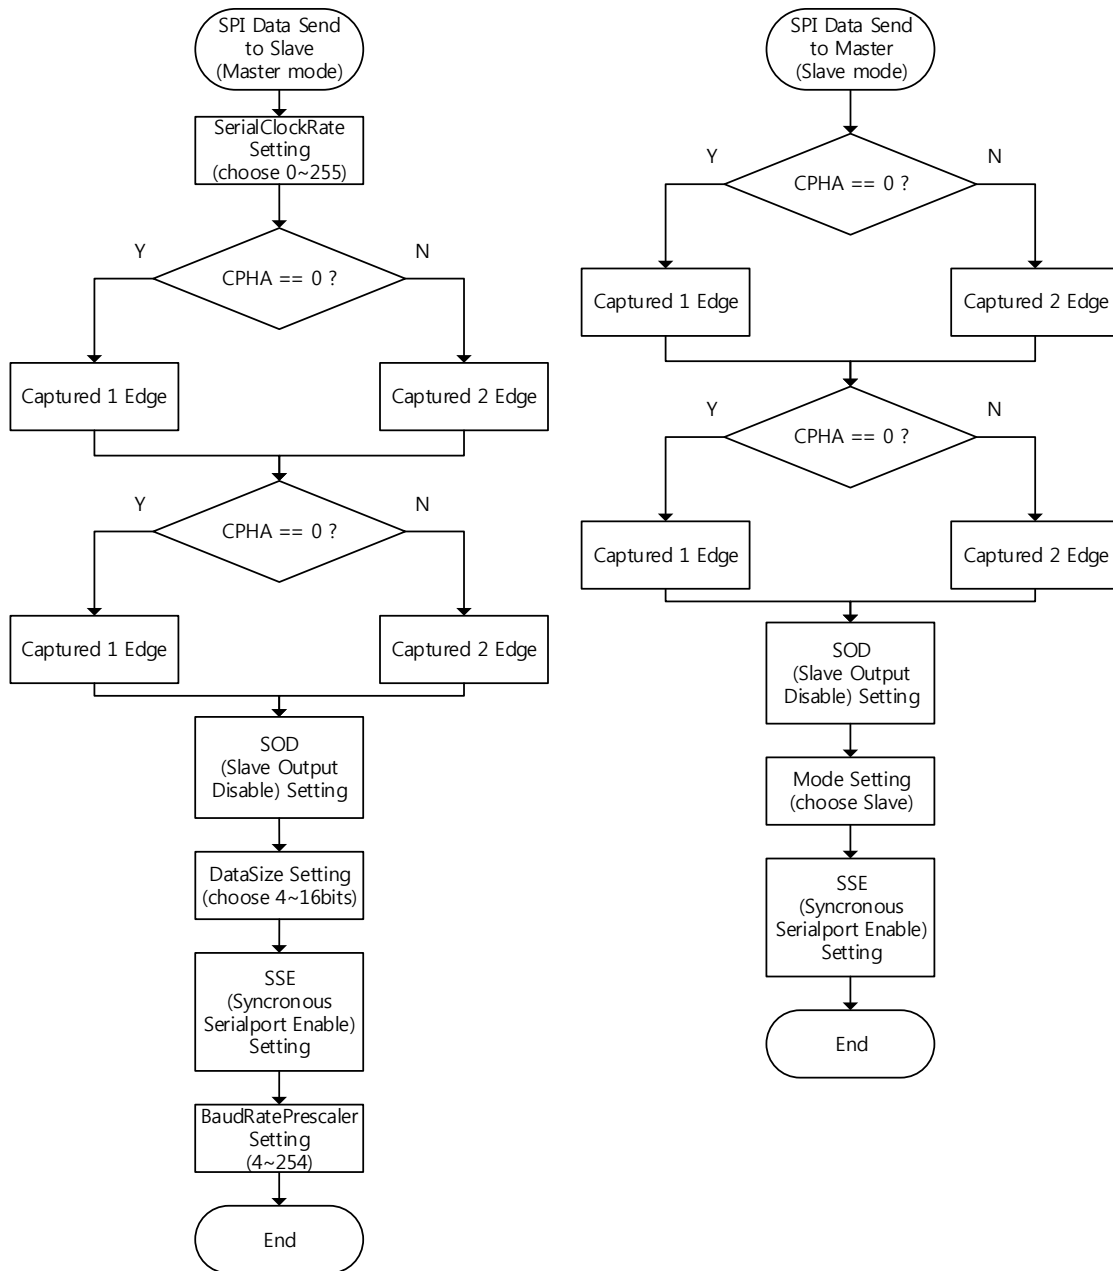 SPI Data Send
to Slave
(Master mode)
SerialClockRate
Setting
(choose 0~255)
Y
N
CPHA == 0 ?
Captured 1 Edge
Captured 2 Edge
Y
N
CPHA == 0 ?
Captured 1 Edge
Captured 2 Edge
SOD
(Slave Output
Disable) Setting
DataSize Setting
(choose 4~16bits)
SSE
(Syncronous
Serialport Enable)
Setting
BaudRatePrescaler
Setting
(4~254)
End
SPI Data Send
to Master
(Slave mode)
Y
N
CPHA == 0 ?
Captured 1 Edge
Captured 2 Edge
Y
N
CPHA == 0 ?
Captured 1 Edge
Captured 2 Edge
SOD
(Slave Output
Disable) Setting
Mode Setting
(choose Slave)
SSE
(Syncronous
Serialport Enable)
Setting
End